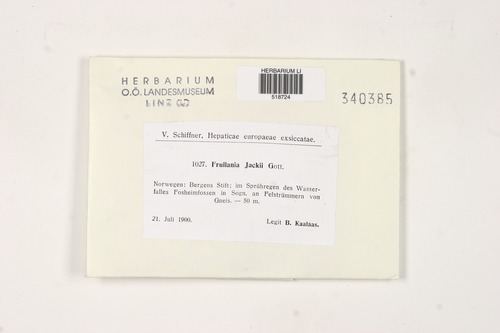 HERBARIUM
O.Ö. LANDESMUSEUM
LINZ
HERBARIUM LI
518724
340385
V. Schiffner, Hepaticae europaeae exsiccatae.
1027. Frullania Jackii Gott.
Norwegen: Bergens Stift; im Sprühregen des Wasser-
falles Fosheimfossen in Sogn, an Felstrümmern von
Gneis. — 50 m.
21. Juli 1900.
Legit B. Kaalaas.